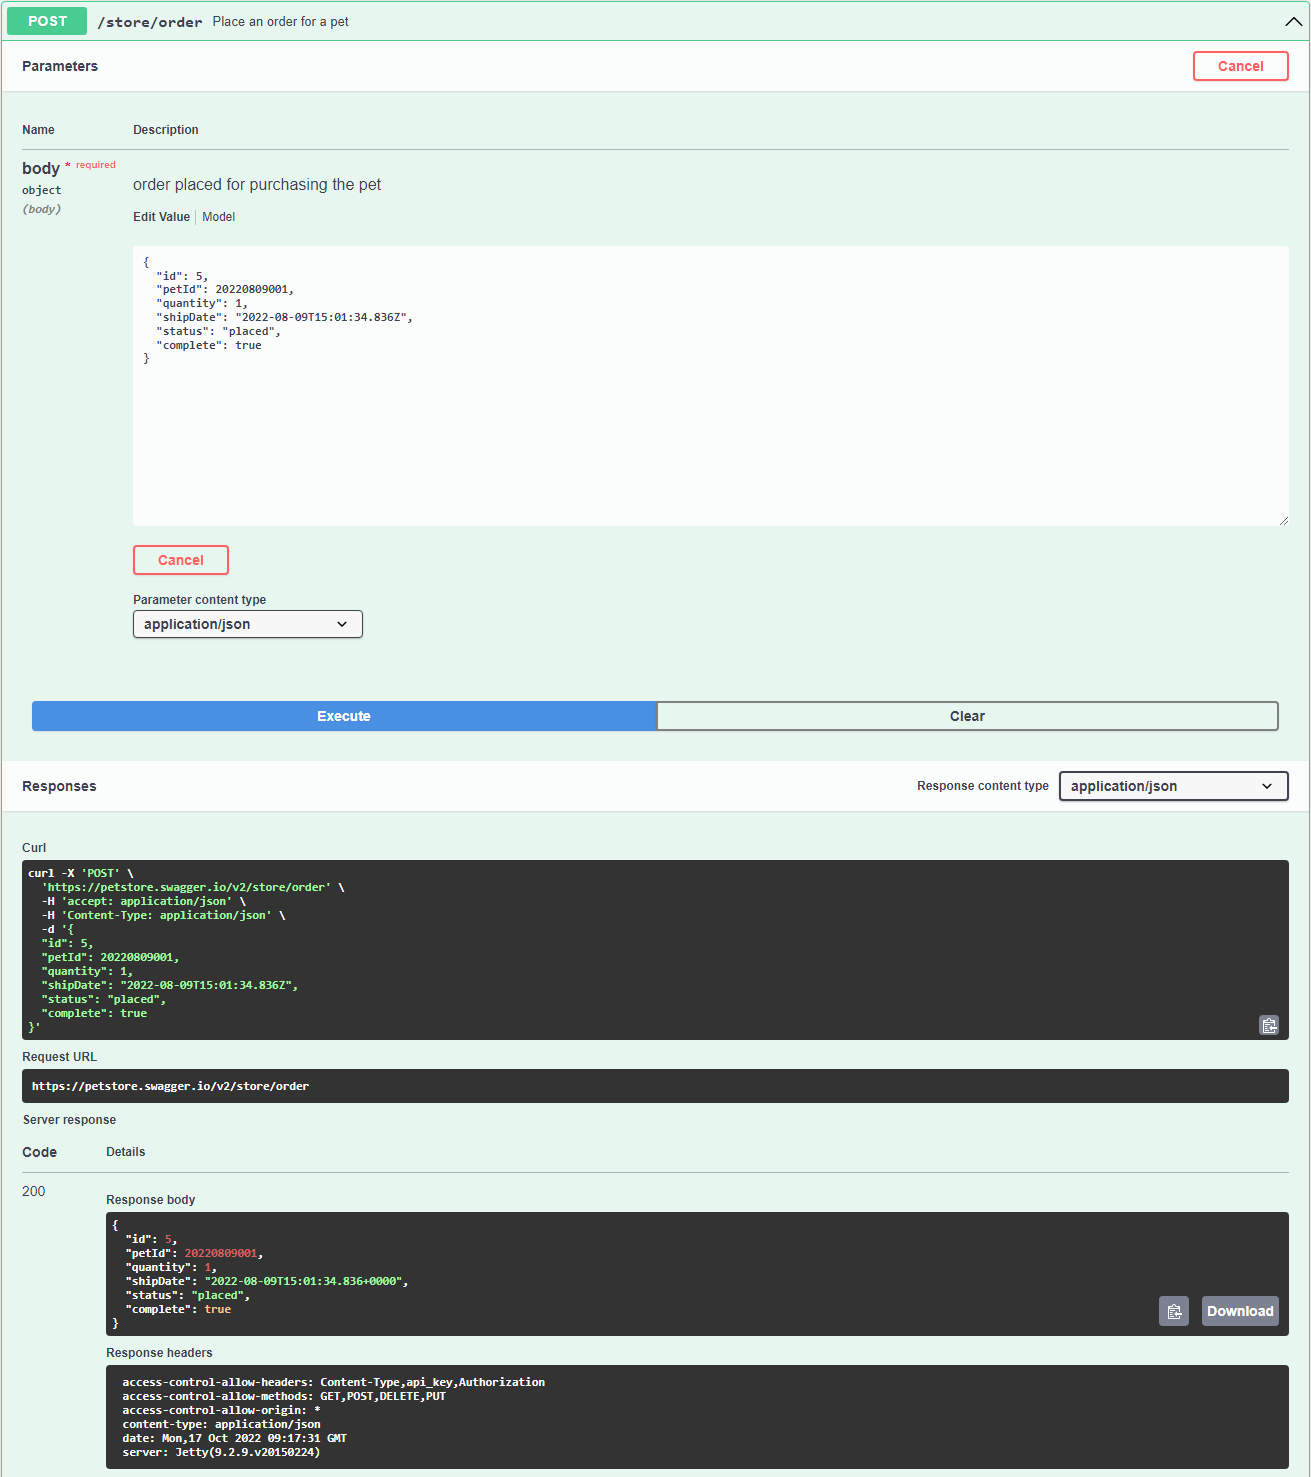 POST /store/order Place an order for a pet
Parameters
Cancel
Name Description
body * required
object
(body)
order placed for purchasing the pet
Edit Value | Model
{
  "id": 5,
  "petId": 20220809001,
  "quantity": 1,
  "shipDate": "2022-08-09T15:01:34.836Z",
  "status": "placed",
  "complete": true
}
Cancel
Parameter content type
application/json
Execute Clear
Responses Response content type application/json
Curl
curl -X 'POST' \
  'https://petstore.swagger.io/v2/store/order' \
  -H 'accept: application/json' \
  -H 'Content-Type: application/json' \
  -d '{
  "id": 5,
  "petId": 20220809001,
  "quantity": 1,
  "shipDate": "2022-08-09T15:01:34.836Z",
  "status": "placed",
  "complete": true
}'
Request URL
https://petstore.swagger.io/v2/store/order
Server response
Code Details
200
Response body
{
  "id": 5,
  "petId": 20220809001,
  "quantity": 1,
  "shipDate": "2022-08-09T15:01:34.836+0000",
  "status": "placed",
  "complete": true
}
Download
Response headers
access-control-allow-headers: Content-Type,api_key,Authorization
access-control-allow-methods: GET,POST,DELETE,PUT
access-control-allow-origin: *
content-type: application/json
date: Mon,17 Oct 2022 09:17:31 GMT
server: Jetty(9.2.9.v20150224)